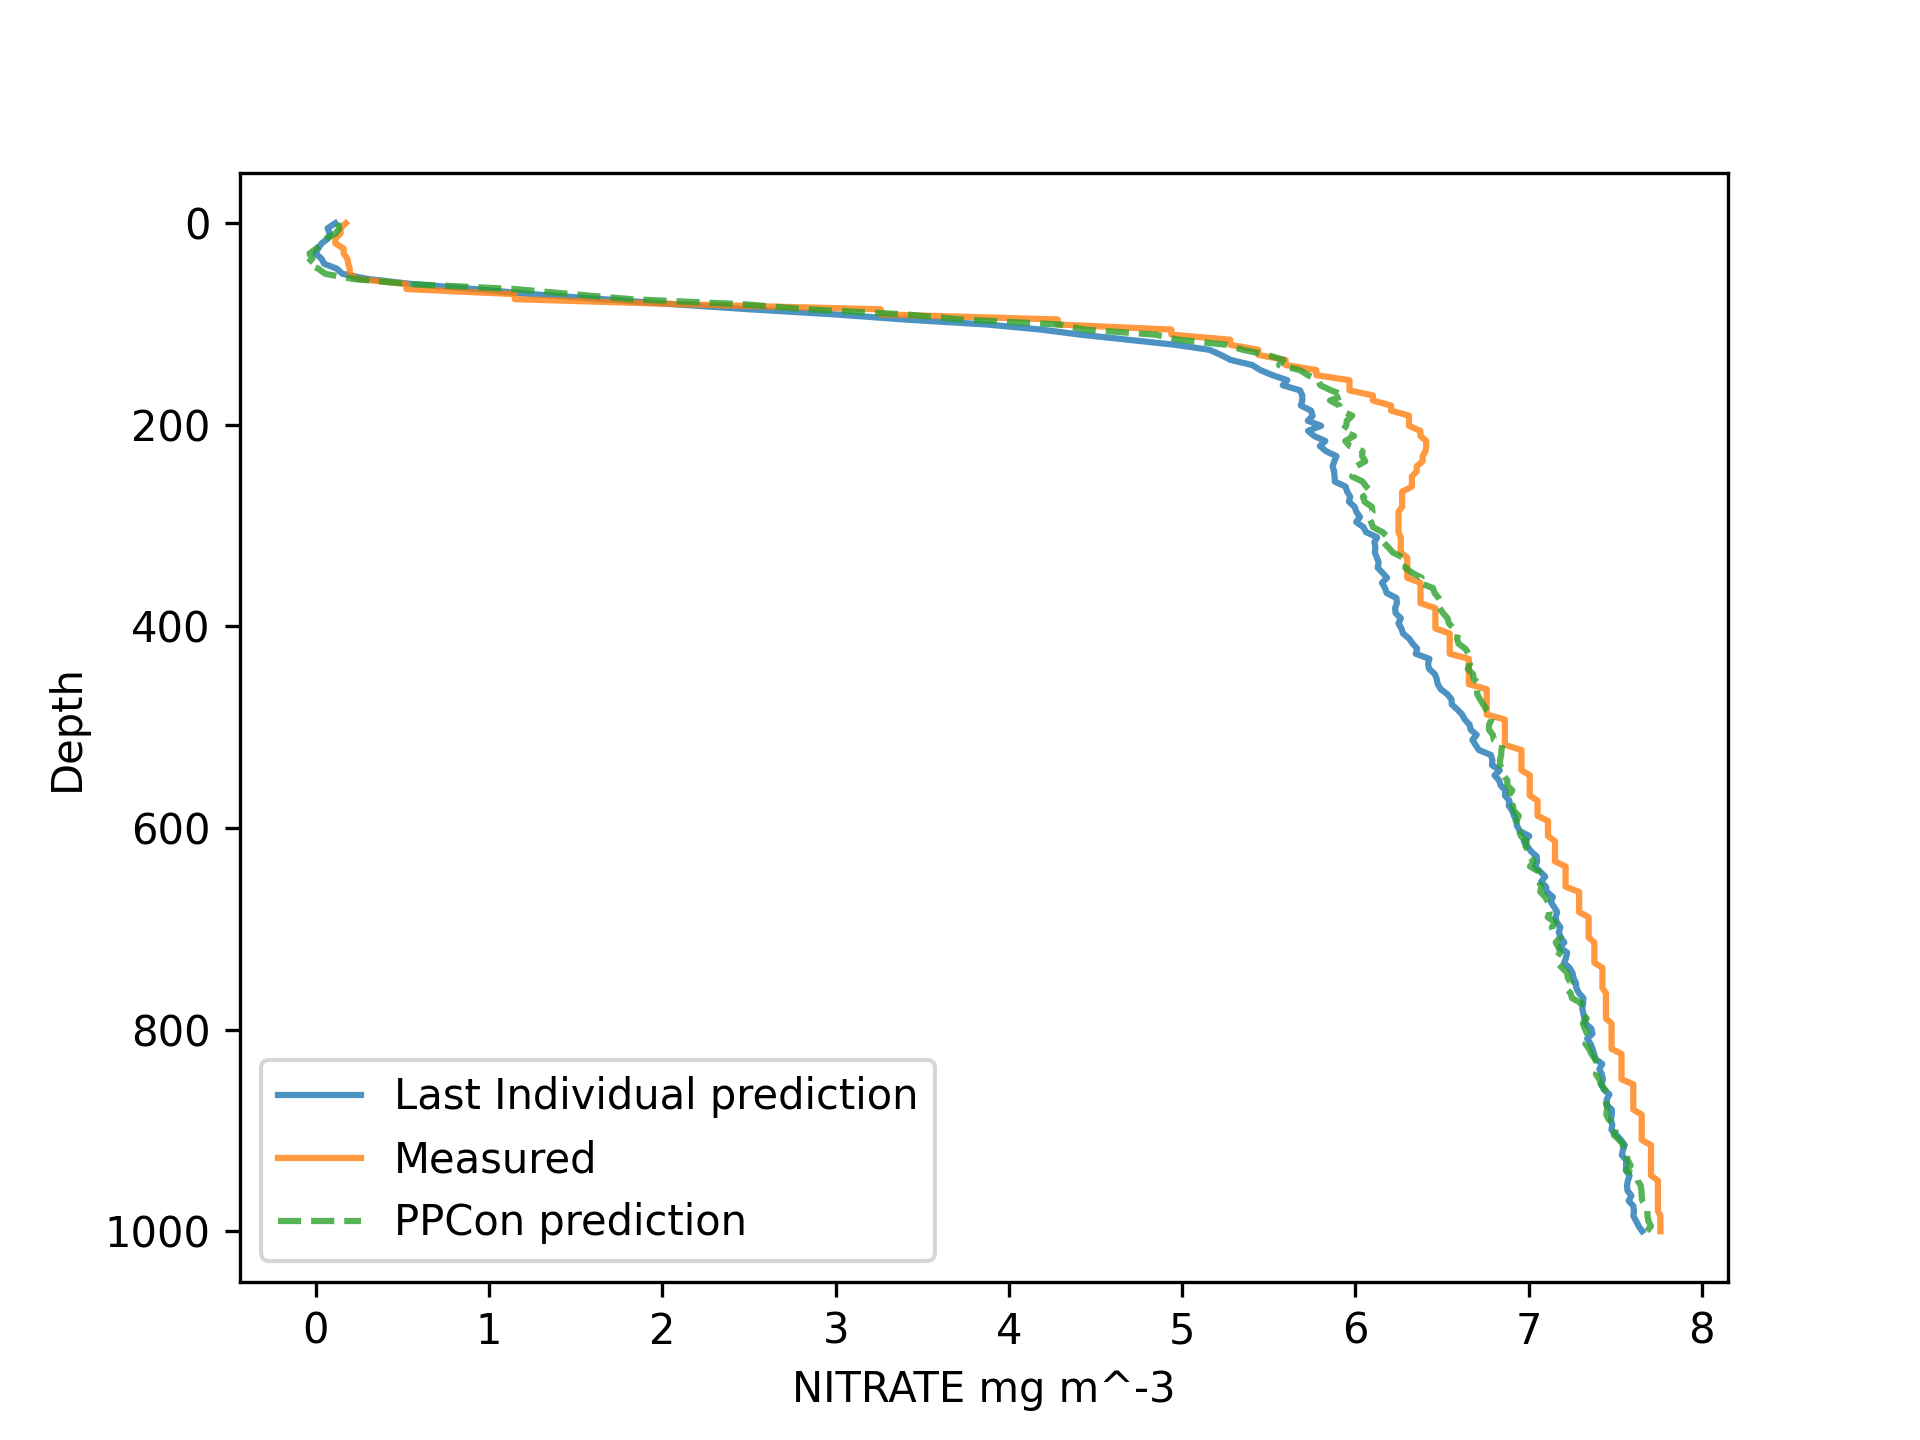 0
200
400
600
800
1000
Depth
Last Individual prediction
Measured
PPCon prediction
0 1 2 3 4 5 6 7 8
NITRATE mg m^-3